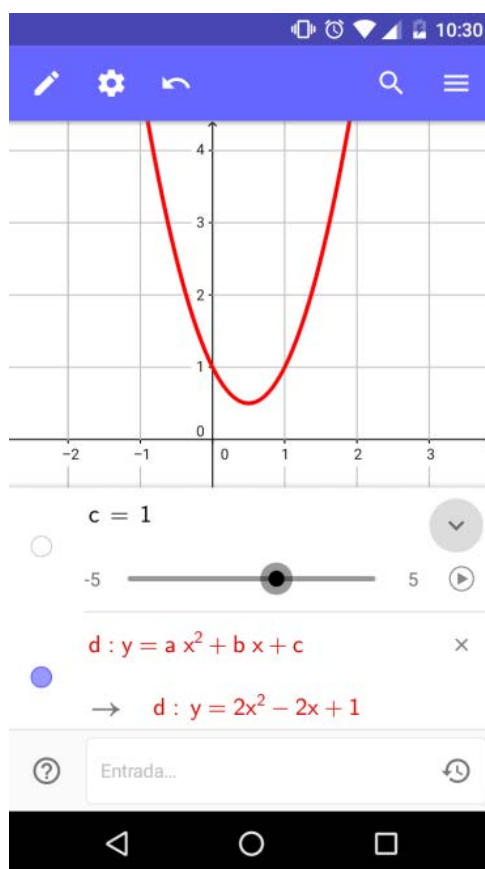 10:30
4
3
2
1
0
-2 -1 0 1 2 3
c = 1
-5 5
d : y = a x² + b x + c
→ d : y = 2x² − 2x + 1
Entrada...